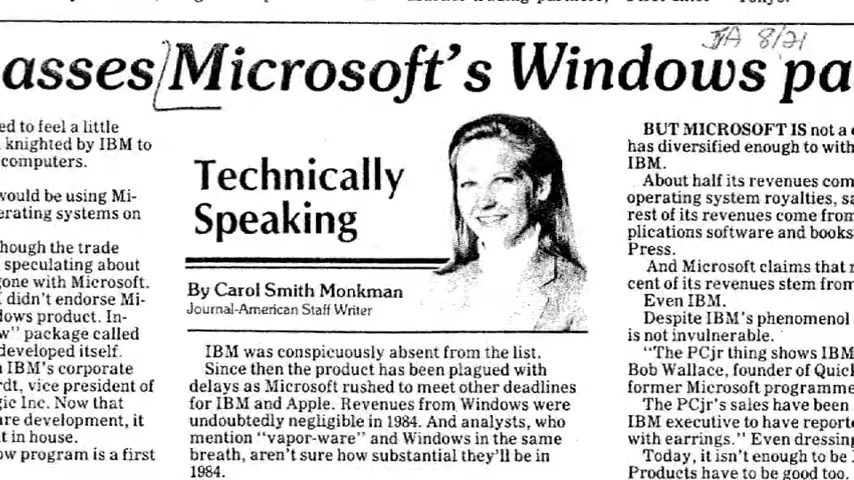 asses Microsoft's Windows pa
JA 8/21
ed to feel a little
knighted by IBM to
computers.
would be using Mi-
erating systems on
hough the trade
speculating about
gone with Microsoft.
didn't endorse Mi-
dows product. In-
w" package called
developed itself.
IBM's corporate
rdt, vice president of
gic Inc. Now that
are development, it
t in house.
ow program is a first
Technically
Speaking
By Carol Smith Monkman
Journal-American Staff Writer
IBM was conspicuously absent from the list.
Since then the product has been plagued with
delays as Microsoft rushed to meet other deadlines
for IBM and Apple. Revenues from Windows were
undoubtedly negligible in 1984. And analysts, who
mention "vapor-ware" and Windows in the same
breath, aren't sure how substantial they'll be in
1984.
BUT MICROSOFT IS not a
has diversified enough to with
IBM.
About half its revenues com
operating system royalties, sa
rest of its revenues come from
plications software and books
Press.
And Microsoft claims that
cent of its revenues stem from
Even IBM.
Despite IBM's phenomenol
is not invulnerable.
"The PCjr thing shows IBM
Bob Wallace, founder of Quick
former Microsoft programme
The PCjr's sales have been
IBM executive to have reporte
with earrings." Even dressing
Today, it isn't enough to be
Products have to be good too.